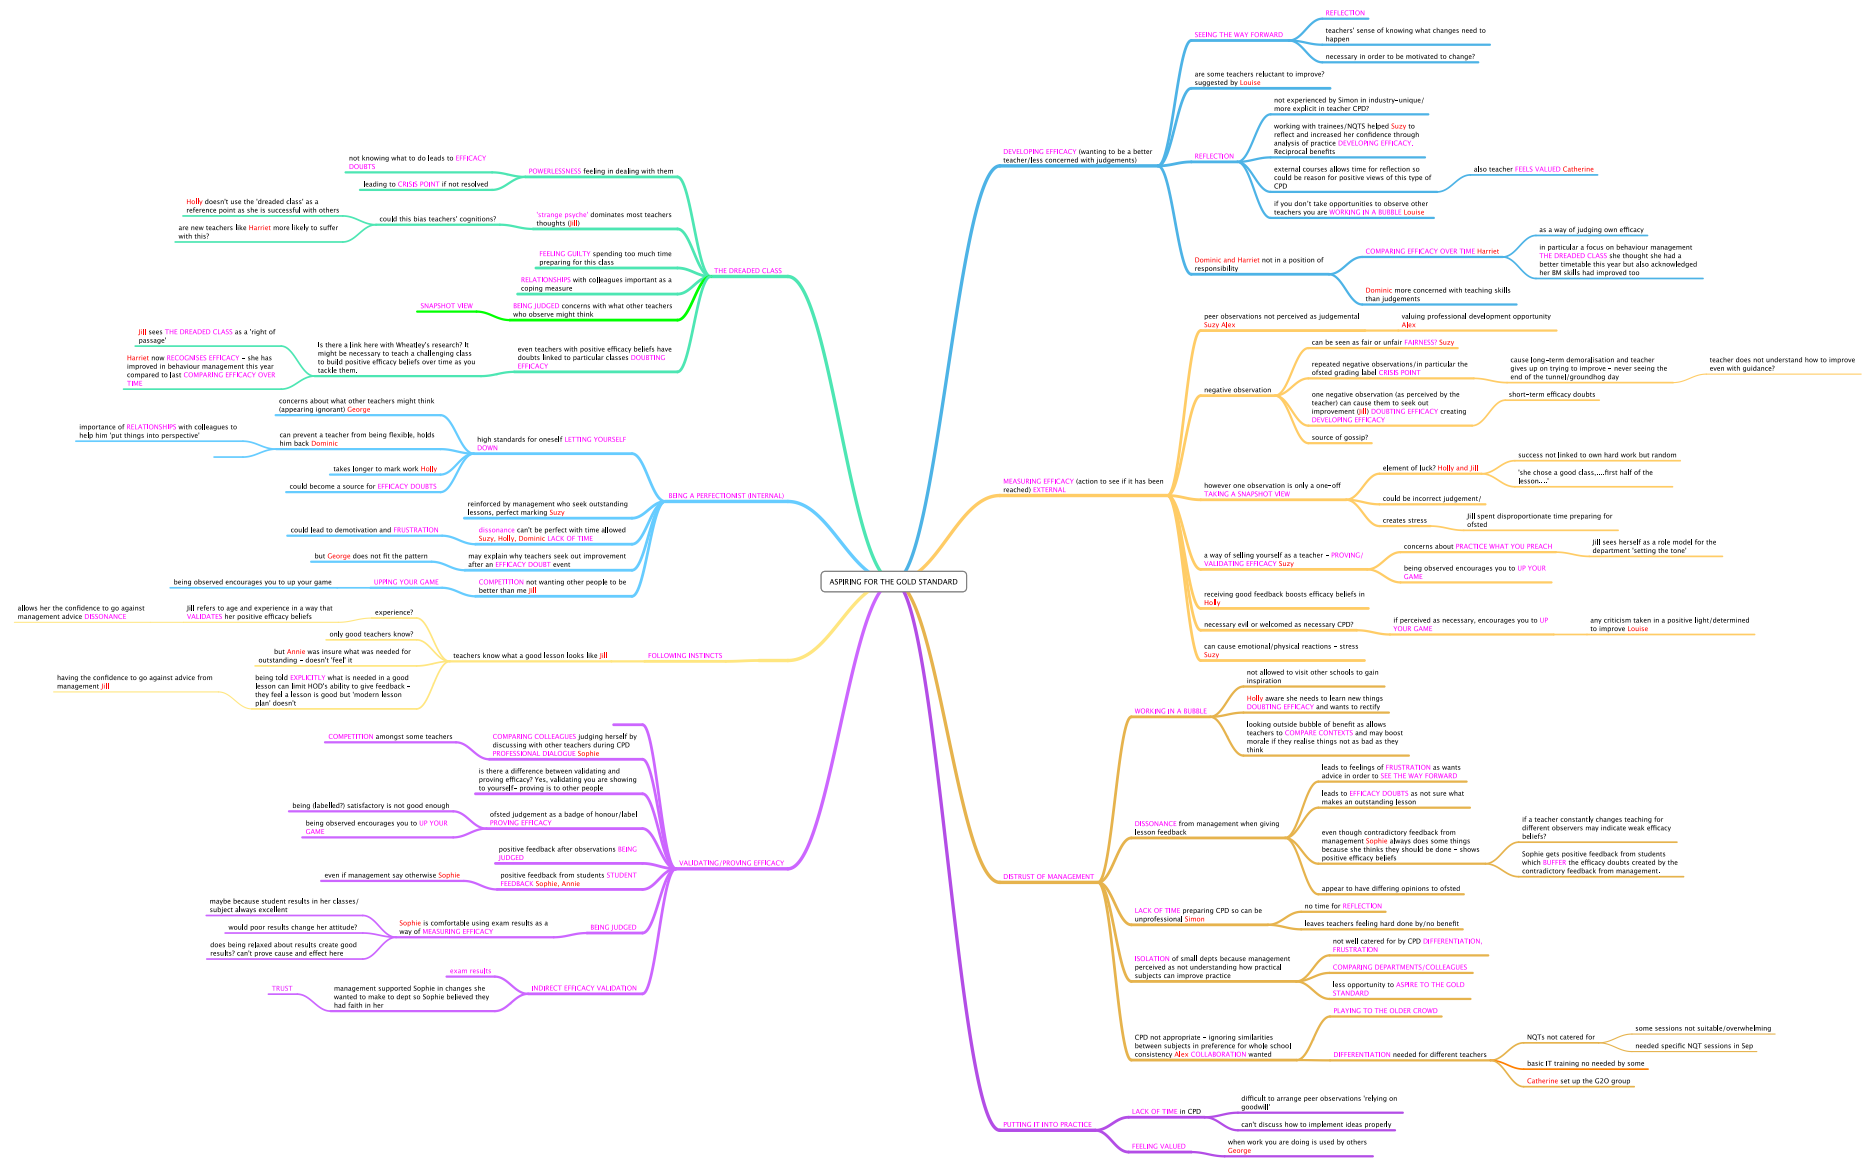 ASPIRING FOR THE GOLD STANDARD
DEVELOPING EFFICACY (wanting to be a better
teacher/less concerned with judgements)
SEEING THE WAY FORWARD
REFLECTION
teachers' sense of knowing what changes need to
happen
necessary in order to be motivated to change?
are some teachers reluctant to improve?
suggested by Louise
REFLECTION
not experienced by Simon in industry-unique/
more explicit in teacher CPD?
working with trainees/NQTS helped Suzy to
reflect and increased her confidence through
analysis of practice DEVELOPING EFFICACY.
Reciprocal benefits
external courses allows time for reflection so
could be reason for positive views of this type of
CPD
also teacher FEELS VALUED Catherine
if you don't take opportunities to observe other
teachers you are WORKING IN A BUBBLE Louise
Dominic and Harriet not in a position of
responsibility
COMPARING EFFICACY OVER TIME Harriet
as a way of judging own efficacy
in particular a focus on behaviour management
THE DREADED CLASS she thought she had a
better timetable this year but also acknowledged
her BM skills had improved too
Dominic more concerned with teaching skills
than judgements
MEASURING EFFICACY (action to see if it has been
reached) EXTERNAL
peer observations not perceived as judgemental
Suzy Alex
valuing professional development opportunity
Alex
negative observation
can be seen as fair or unfair FAIRNESS? Suzy
repeated negative observations/in particular the
ofsted grading label CRISIS POINT
cause long-term demoralisation and teacher
gives up on trying to improve - never seeing the
end of the tunnel/groundhog day
teacher does not understand how to improve
even with guidance?
one negative observation (as perceived by the
teacher) can cause them to seek out
improvement (Jill) DOUBTING EFFICACY creating
DEVELOPING EFFICACY
short-term efficacy doubts
source of gossip?
however one observation is only a one-off
TAKING A SNAPSHOT VIEW
element of luck? Holly and Jill
success not linked to own hard work but random
'she chose a good class.....first half of the
lesson....'
could be incorrect judgement/
creates stress
Jill spent disproportionate time preparing for
ofsted
a way of selling yourself as a teacher - PROVING/
VALIDATING EFFICACY Suzy
concerns about PRACTICE WHAT YOU PREACH
Jill sees herself as a role model for the
department 'setting the tone'
being observed encourages you to UP YOUR
GAME
receiving good feedback boosts efficacy beliefs in
Holly
necessary evil or welcomed as necessary CPD?
if perceived as necessary, encourages you to UP
YOUR GAME
any criticism taken in a positive light/determined
to improve Louise
can cause emotional/physical reactions - stress
Suzy
DISTRUST OF MANAGEMENT
WORKING IN A BUBBLE
not allowed to visit other schools to gain
inspiration
Holly aware she needs to learn new things
DOUBTING EFFICACY and wants to rectify
looking outside bubble of benefit as allows
teachers to COMPARE CONTEXTS and may boost
morale if they realise things not as bad as they
think
DISSONANCE from management when giving
lesson feedback
leads to feelings of FRUSTRATION as wants
advice in order to SEE THE WAY FORWARD
leads to EFFICACY DOUBTS as not sure what
makes an outstanding lesson
even though contradictory feedback from
management Sophie always does some things
because she thinks they should be done - shows
positive efficacy beliefs
if a teacher constantly changes teaching for
different observers may indicate weak efficacy
beliefs?
Sophie gets positive feedback from students
which BUFFER the efficacy doubts created by the
contradictory feedback from management.
appear to have differing opinions to ofsted
LACK OF TIME preparing CPD so can be
unprofessional Simon
no time for REFLECTION
leaves teachers feeling hard done by/no benefit
ISOLATION of small depts because management
perceived as not understanding how practical
subjects can improve practice
not well catered for by CPD DIFFERENTIATION.
FRUSTRATION
COMPARING DEPARTMENTS/COLLEAGUES
less opportunity to ASPIRE TO THE GOLD
STANDARD
CPD not appropriate - ignoring similarities
between subjects in preference for whole school
consistency Alex COLLABORATION wanted
PLAYING TO THE OLDER CROWD
DIFFERENTIATION needed for different teachers
NQTs not catered for
some sessions not suitable/overwhelming
needed specific NQT sessions in Sep
basic IT training no needed by some
Catherine set up the G2O group
PUTTING IT INTO PRACTICE
LACK OF TIME in CPD
difficult to arrange peer observations 'relying on
goodwill'
can't discuss how to implement ideas properly
FEELING VALUED
when work you are doing is used by others
George
THE DREADED CLASS
POWERLESSNESS feeling in dealing with them
not knowing what to do leads to EFFICACY
DOUBTS
leading to CRISIS POINT if not resolved
'strange psyche' dominates most teachers
thoughts (Jill)
could this bias teachers' cognitions?
Holly doesn't use the 'dreaded class' as a
reference point as she is successful with others
are new teachers like Harriet more likely to suffer
with this?
FEELING GUILTY spending too much time
preparing for this class
RELATIONSHIPS with colleagues important as a
coping measure
BEING JUDGED concerns with what other teachers
who observe might think
SNAPSHOT VIEW
even teachers with positive efficacy beliefs have
doubts linked to particular classes DOUBTING
EFFICACY
Is there a link here with Wheatley's research? It
might be necessary to teach a challenging class
to build positive efficacy beliefs over time as you
tackle them.
Jill sees THE DREADED CLASS as a 'right of
passage'
Harriet now RECOGNISES EFFICACY - she has
improved in behaviour management this year
compared to last COMPARING EFFICACY OVER
TIME
BEING A PERFECTIONIST (INTERNAL)
high standards for oneself LETTING YOURSELF
DOWN
concerns about what other teachers might think
(appearing ignorant) George
can prevent a teacher from being flexible, holds
him back Dominic
importance of RELATIONSHIPS with colleagues to
help him 'put things into perspective'
takes longer to mark work Holly
could become a source for EFFICACY DOUBTS
reinforced by management who seek outstanding
lessons, perfect marking Suzy
dissonance can't be perfect with time allowed
Suzy, Holly, Dominic LACK OF TIME
could lead to demotivation and FRUSTRATION
may explain why teachers seek out improvement
after an EFFICACY DOUBT event
but George does not fit the pattern
COMPETITION not wanting other people to be
better than me Jill
UPPING YOUR GAME
being observed encourages you to up your game
FOLLOWING INSTINCTS
teachers know what a good lesson looks like Jill
experience?
Jill refers to age and experience in a way that
VALIDATES her positive efficacy beliefs
allows her the confidence to go against
management advice DISSONANCE
only good teachers know?
but Annie was insure what was needed for
outstanding - doesn't 'feel' it
being told EXPLICITLY what is needed in a good
lesson can limit HOD's ability to give feedback -
they feel a lesson is good but 'modern lesson
plan' doesn't
having the confidence to go against advice from
management Jill
VALIDATING/PROVING EFFICACY
COMPARING COLLEAGUES judging herself by
discussing with other teachers during CPD
PROFESSIONAL DIALOGUE Sophie
COMPETITION amongst some teachers
is there a difference between validating and
proving efficacy? Yes, validating you are showing
to yourself- proving is to other people
ofsted judgement as a badge of honour/label
PROVING EFFICACY
being (labelled?) satisfactory is not good enough
being observed encourages you to UP YOUR
GAME
positive feedback after observations BEING
JUDGED
positive feedback from students STUDENT
FEEDBACK Sophie, Annie
even if management say otherwise Sophie
BEING JUDGED
Sophie is comfortable using exam results as a
way of MEASURING EFFICACY
maybe because student results in her classes/
subject always excellent
would poor results change her attitude?
does being relaxed about results create good
results? can't prove cause and effect here
INDIRECT EFFICACY VALIDATION
exam results
management supported Sophie in changes she
wanted to make to dept so Sophie believed they
had faith in her
TRUST